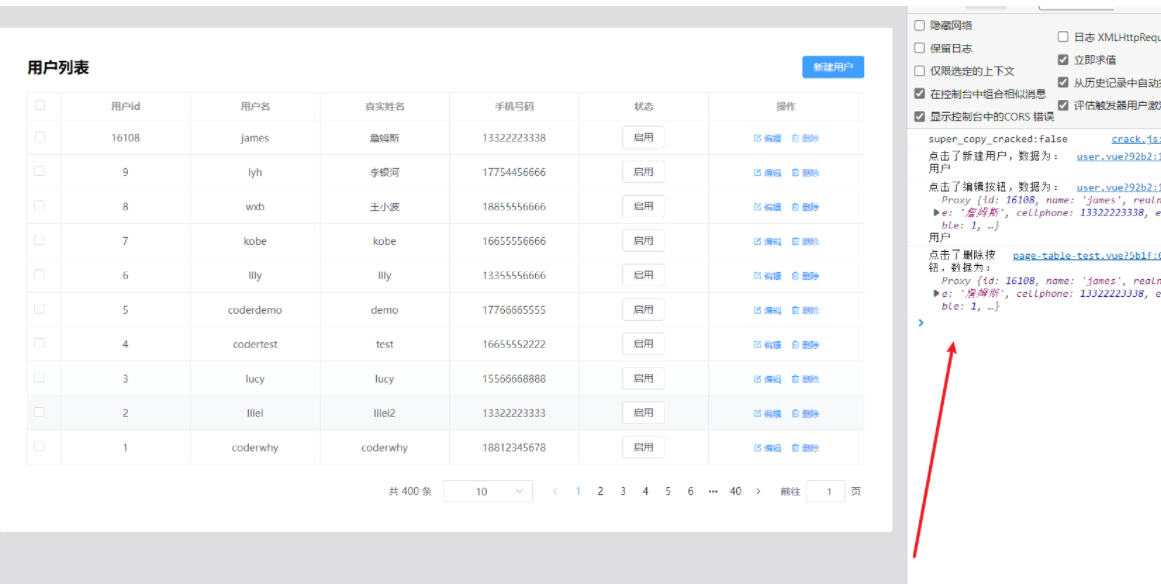 用户列表
新建用户
用户id 用户名 真实姓名 手机号码 状态 操作
16108 james 詹姆斯 13322223338 启用 编辑 删除
9 lyh 李银河 17754456666 启用 编辑 删除
8 wxb 王小波 18855556666 启用 编辑 删除
7 kobe kobe 16655556666 启用 编辑 删除
6 lily lily 13355556666 启用 编辑 删除
5 coderdemo demo 17766665555 启用 编辑 删除
4 codertest test 16655552222 启用 编辑 删除
3 lucy lucy 15566668888 启用 编辑 删除
2 lilei lilei2 13322223333 启用 编辑 删除
1 coderwhy coderwhy 18812345678 启用 编辑 删除
共 400 条 10 < 1 2 3 4 5 6 ··· 40 > 前往 1 页
隐藏网络
日志 XMLHttpRequ
保留日志
立即求值
仅限选定的上下文
从历史记录中自动
在控制台中组合相似消息
评估触发器用户激
显示控制台中的CORS 错误
super_copy_cracked:false crack.js:
点击了新建用户，数据为： user.vue?92b2:1
用户
点击了编辑按钮，数据为： user.vue?92b2:1
Proxy {id: 16108, name: 'james', realn
e: '詹姆斯', cellphone: 13322223338, e
ble: 1, …}
用户
点击了删除按 page-table-test.vue?5b1f:6
钮，数据为：
Proxy {id: 16108, name: 'james', realn
e: '詹姆斯', cellphone: 13322223338, e
ble: 1, …}